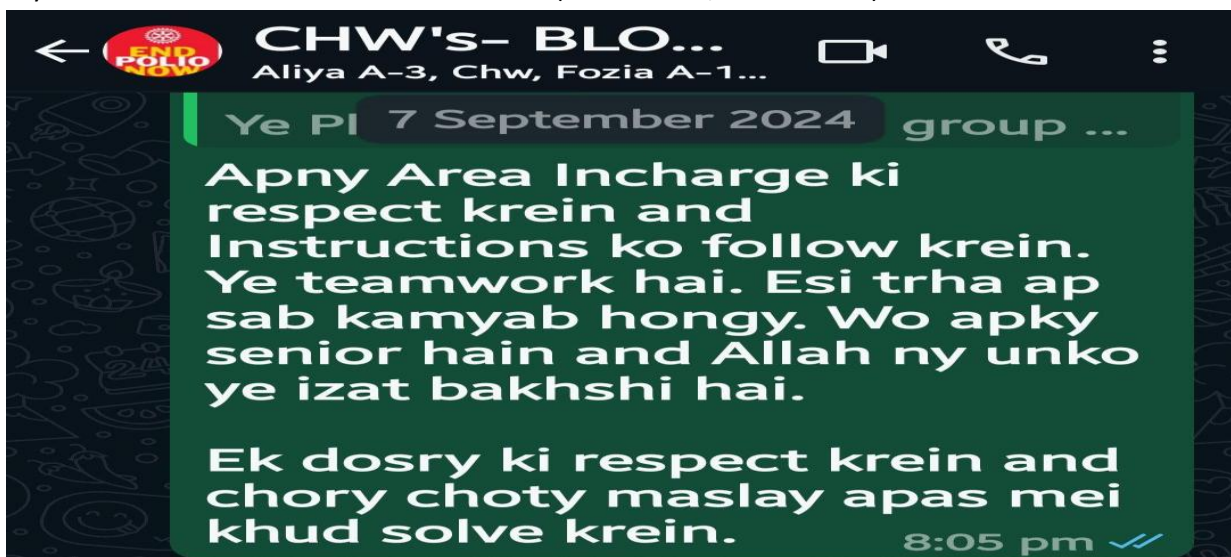 END
POLIO
NOW
CHW's– BLO...
Aliya A–3, Chw, Fozia A–1...
Ye Pl
7 September 2024
group ...
Apny Area Incharge ki
respect krein and
Instructions ko follow krein.
Ye teamwork hai. Esi trha ap
sab kamyab hongy. Wo apky
senior hain and Allah ny unko
ye izat bakhshi hai.
Ek dosry ki respect krein and
chory choty maslay apas mei
khud solve krein.
8:05 pm